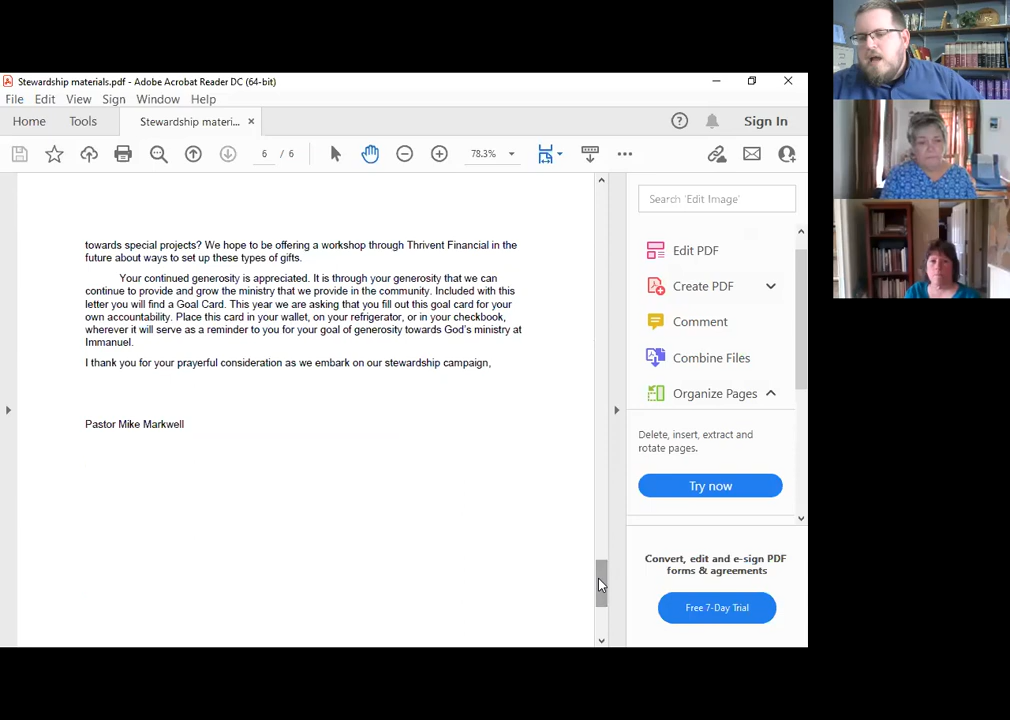 Stewardship materials.pdf - Adobe Acrobat Reader DC (64-bit)
File Edit View Sign Window Help
Home Tools Stewardship materi... × Sign In
6 / 6 78.3%
towards special projects? We hope to be offering a workshop through Thrivent Financial in the
future about ways to set up these types of gifts.
Your continued generosity is appreciated. It is through your generosity that we can
continue to provide and grow the ministry that we provide in the community. Included with this
letter you will find a Goal Card. This year we are asking that you fill out this goal card for your
own accountability. Place this card in your wallet, on your refrigerator, or in your checkbook,
wherever it will serve as a reminder to you for your goal of generosity towards God's ministry at
Immanuel.
I thank you for your prayerful consideration as we embark on our stewardship campaign,
Pastor Mike Markwell
Search 'Edit Image'
Edit PDF
Create PDF
Comment
Combine Files
Organize Pages
Delete, insert, extract and
rotate pages.
Try now
Convert, edit and e-sign PDF
forms & agreements
Free 7-Day Trial